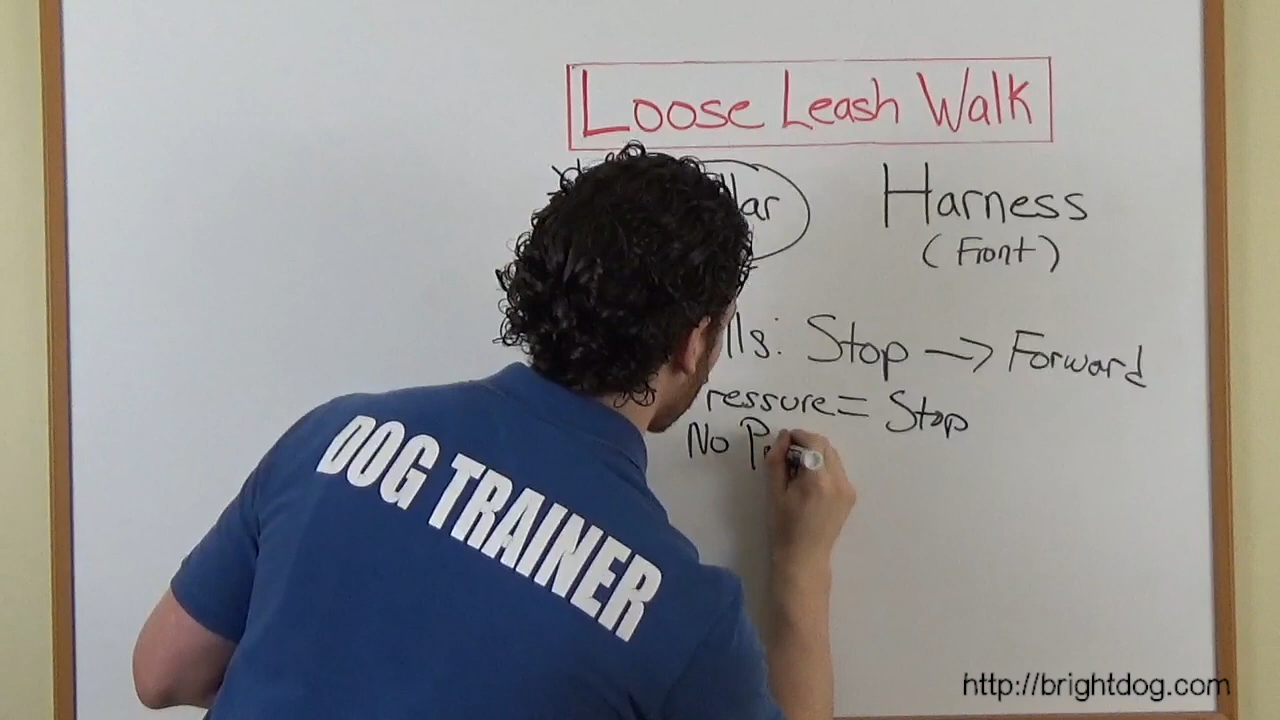 Loose Leash Walk
Harness
(Front)
Stop → Forward
ressure = Stop
No P
DOG TRAINER
http://brightdog.com